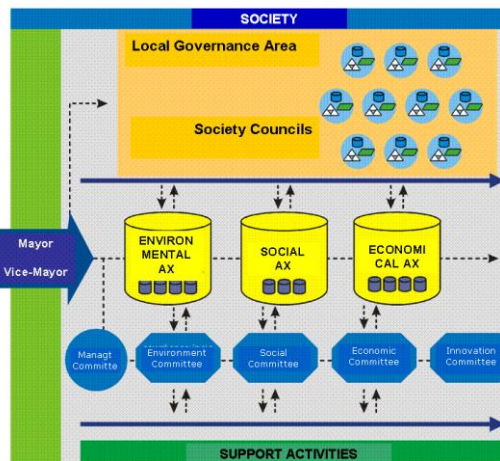 SOCIETY
Local Governance Area
Society Councils
Mayor
Vice-Mayor
ENVIRON
MENTAL
AX
SOCIAL
AX
ECONOMI
CAL AX
Managt
Committe
Environment
Committee
Social
Committee
Economic
Committee
Innovation
Committee
SUPPORT ACTIVITIES